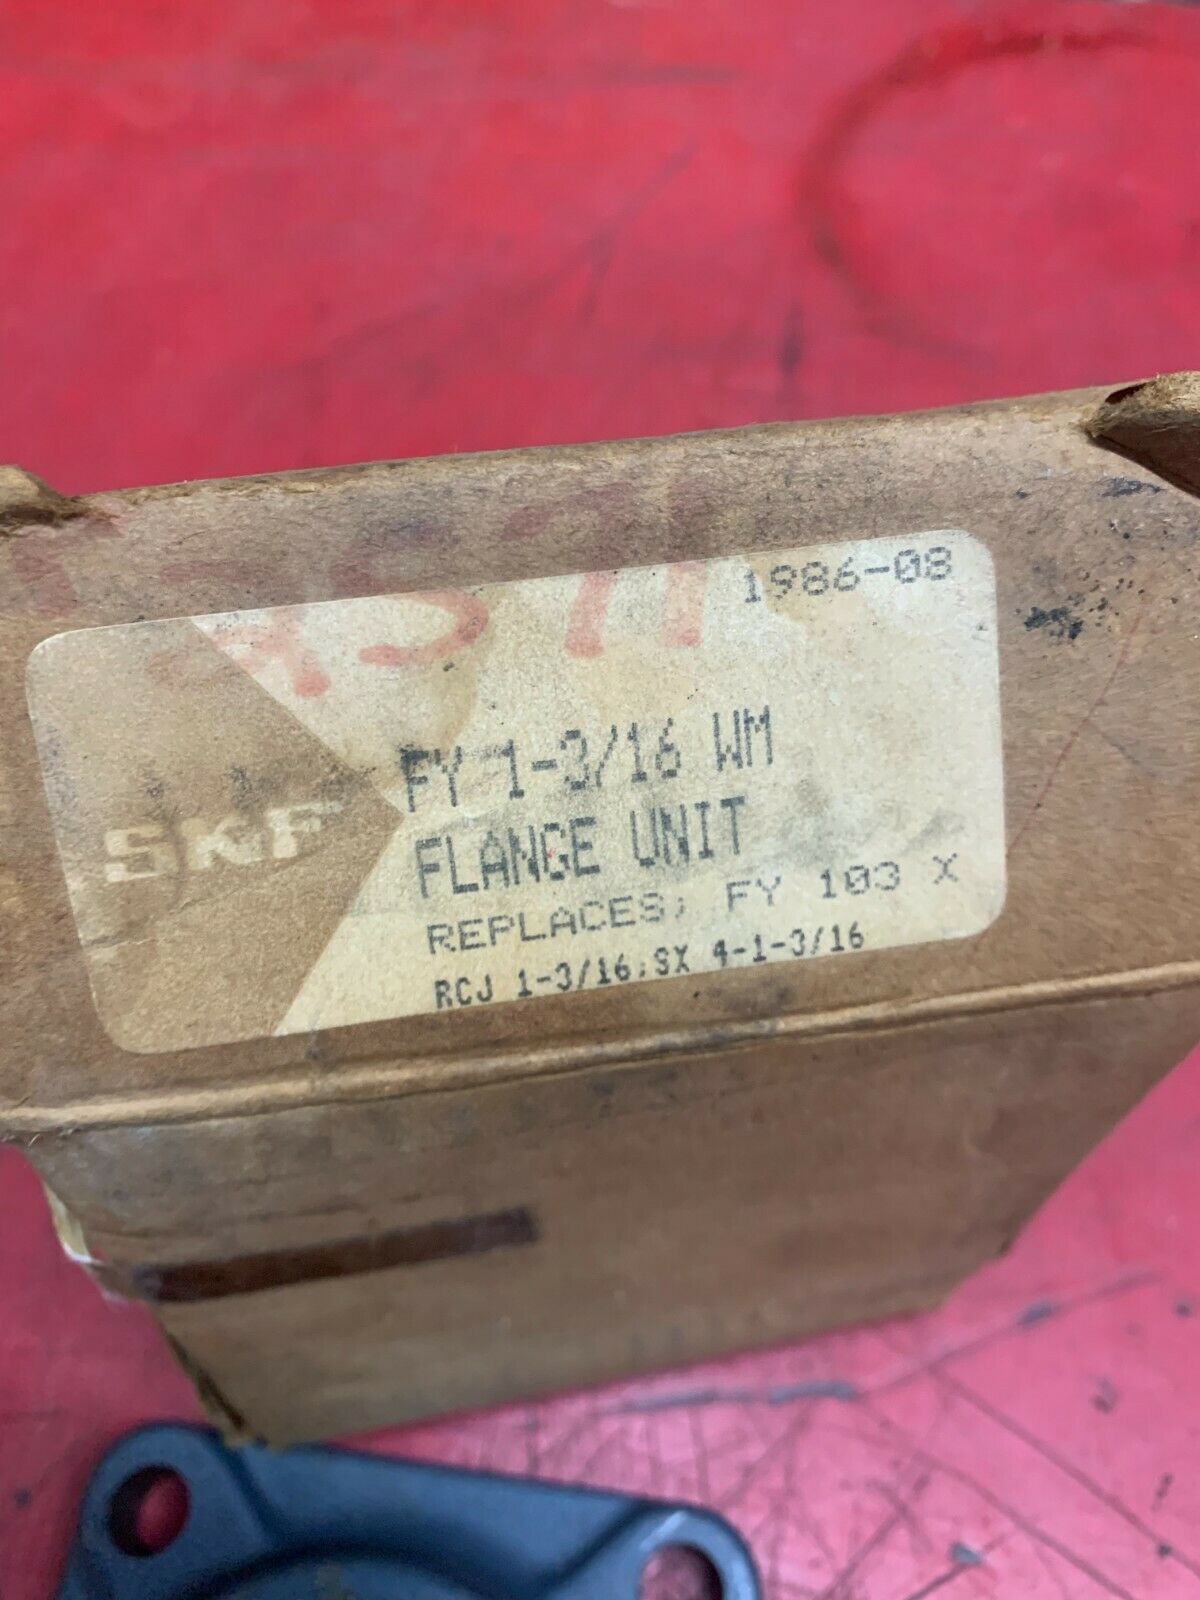 1986-08
SKF
FY 1-3/16 WM
FLANGE UNIT
REPLACES; FY 103 X
RCJ 1-3/16;SX 4-1-3/16